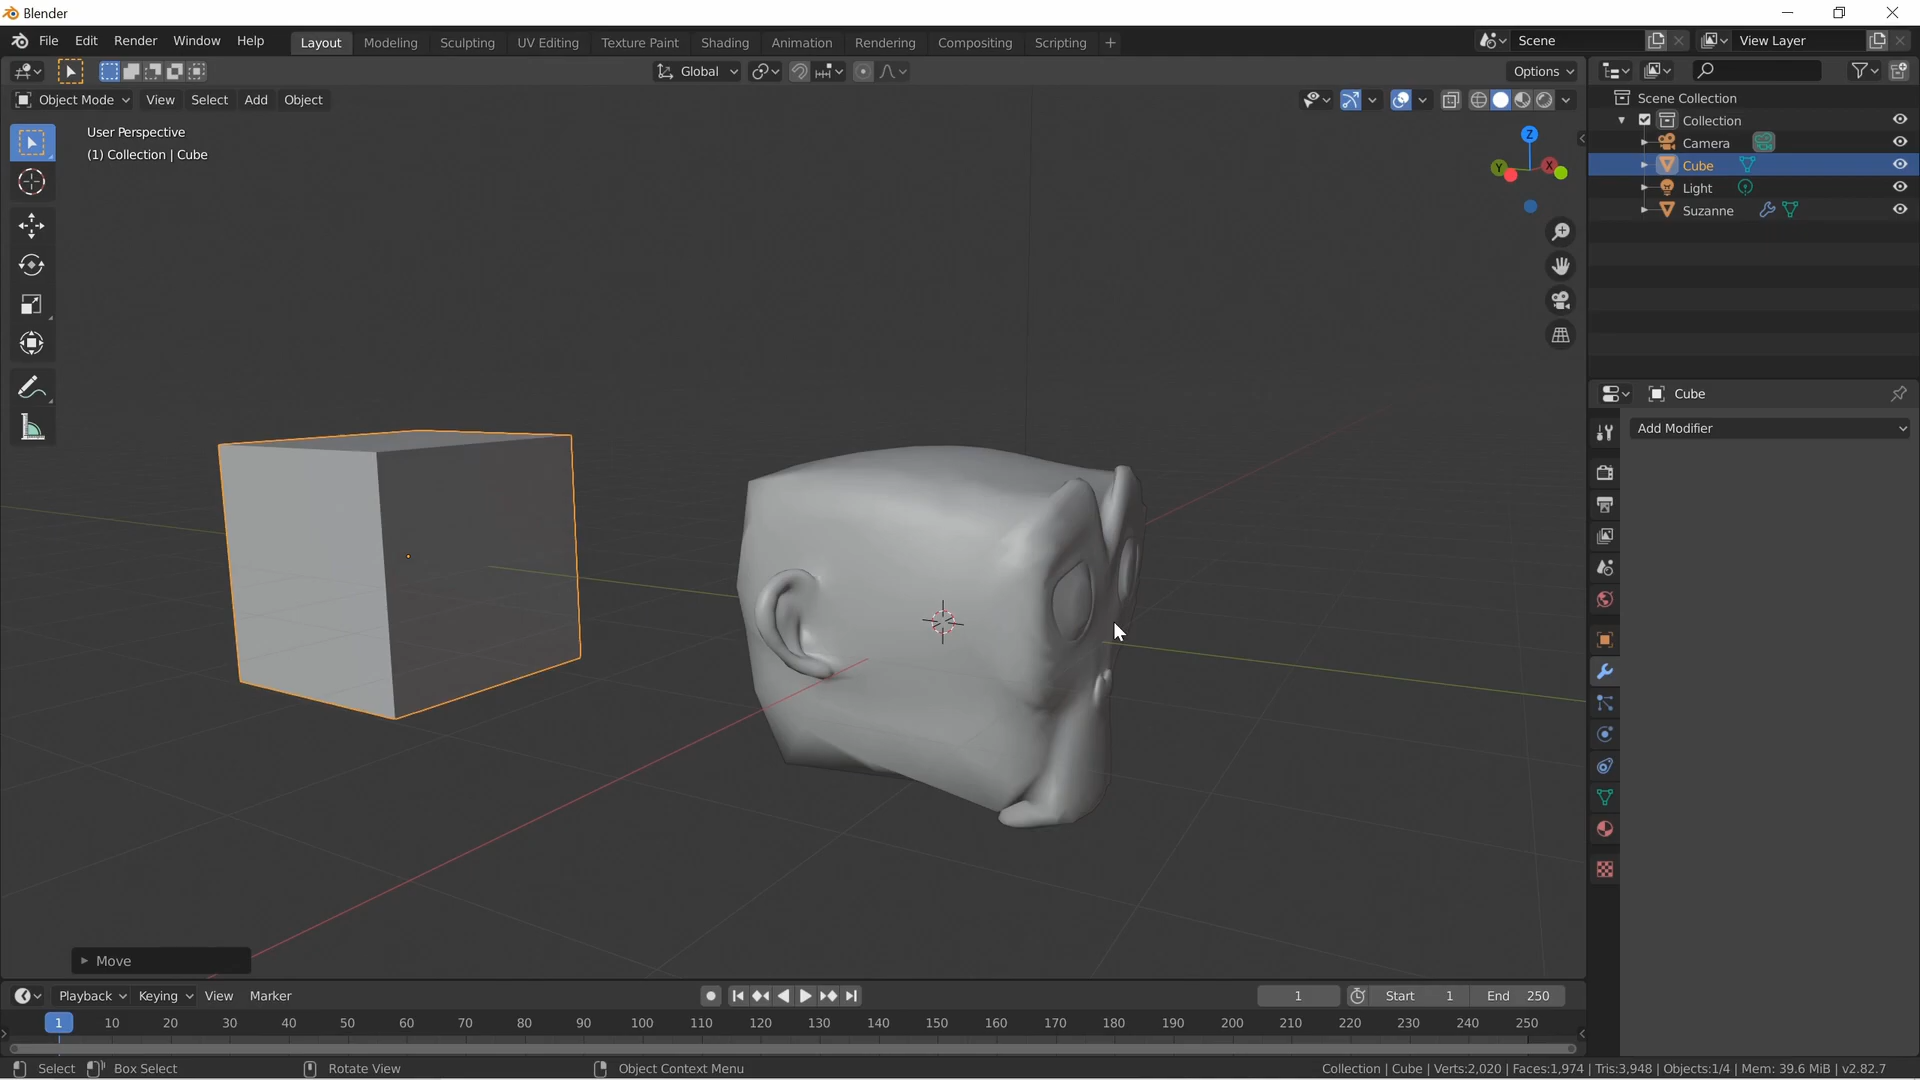 Blender
File Edit Render Window Help Layout Modeling Sculpting UV Editing Texture Paint Shading Animation Rendering Compositing Scripting + Scene View Layer
Global Options
Object Mode View Select Add Object
User Perspective
(1) Collection | Cube
Z
Y
X
Scene Collection
Collection
Camera
Cube
Light
Suzanne
Cube
Add Modifier
Move
Playback Keying View Marker 1 Start 1 End 250
1 10 20 30 40 50 60 70 80 90 100 110 120 130 140 150 160 170 180 190 200 210 220 230 240 250
Select Box Select Rotate View Object Context Menu Collection | Cube | Verts:2,020 | Faces:1,974 | Tris:3,948 | Objects:1/4 | Mem: 39.6 MiB | v2.82.7